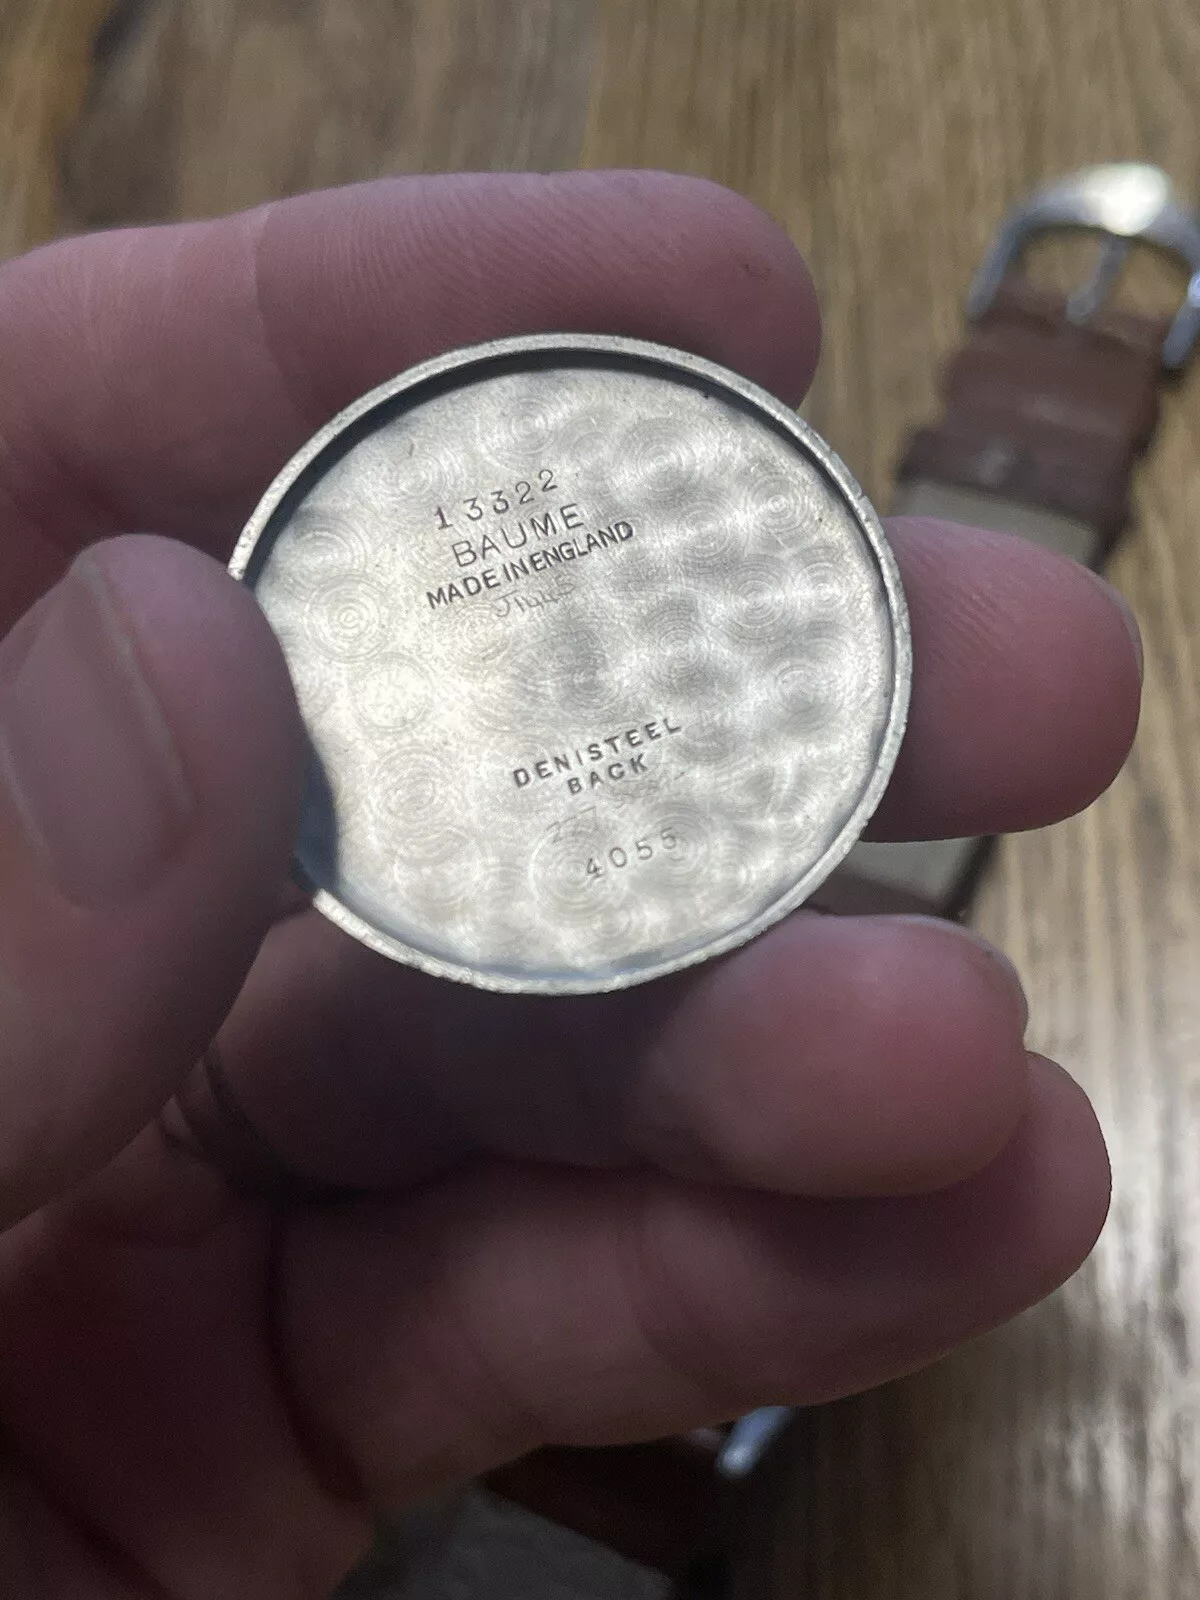 13322
BAUME
MADE IN ENGLAND
DENISTEEL
BACK
4055